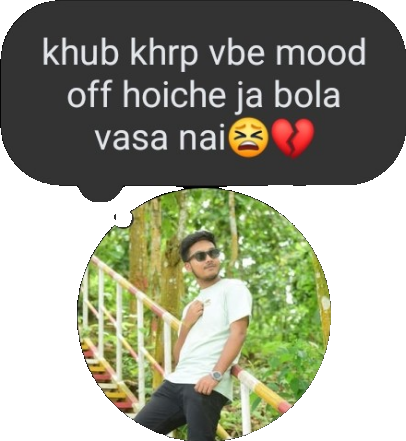 khub khrp vbe mood
off hoiche ja bola
vasa nai😫💔